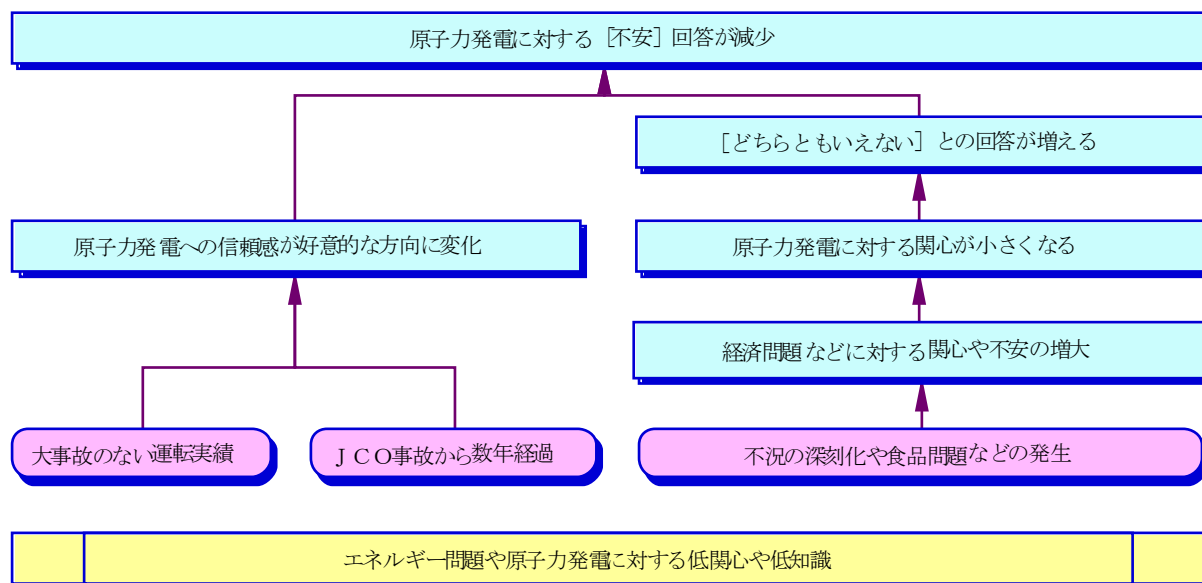 原子力発電に対する［不安］回答が減少
［どちらともいえない］との回答が増える
原子力発電への信頼感が好意的な方向に変化
原子力発電に対する関心が小さくなる
経済問題などに対する関心や不安の増大
大事故のない運転実績
ＪＣＯ事故から数年経過
不況の深刻化や食品問題などの発生
エネルギー問題や原子力発電に対する低関心や低知識